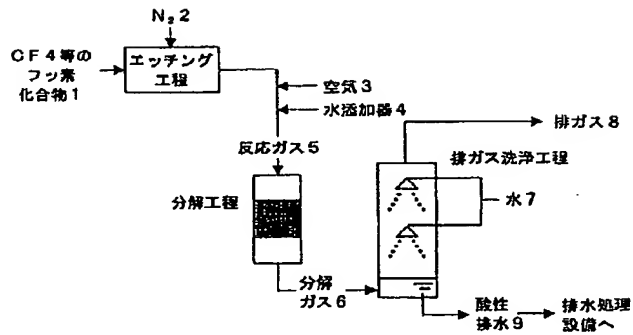 N₂2
CF4等の
フッ素
化合物1
エッチング
工程
空気3
水添加器4
反応ガス5
排ガス8
排ガス洗浄工程
分解工程
水7
分解
ガス6
酸性
排水9
排水処理
設備へ